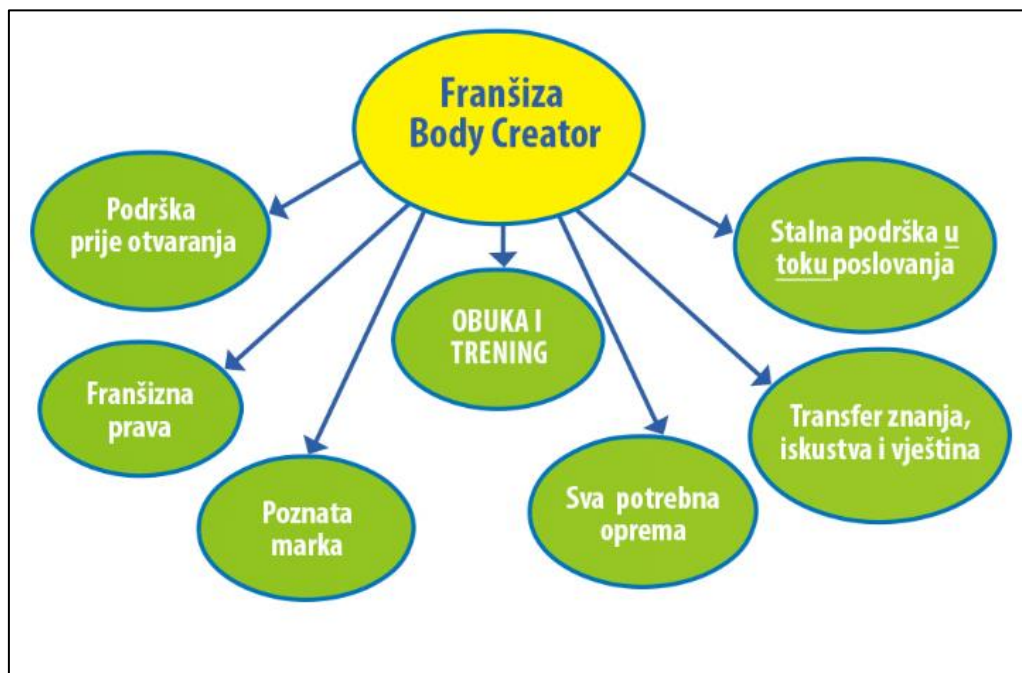 Franšiza
Body Creator
Podrška
prije otvaranja
Stalna podrška u
toku poslovanja
OBUKA I
TRENING
Franšizna
prava
Transfer znanja,
iskustva i vještina
Poznata
marka
Sva potrebna
oprema